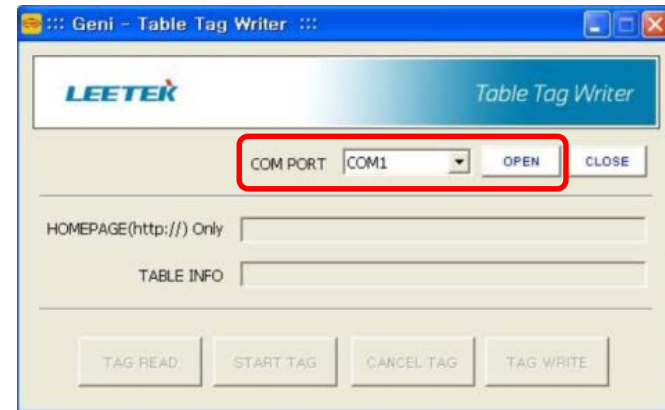 ::: Geni - Table Tag Writer :::
LEETEK Table Tag Writer
COM PORT COM1 OPEN CLOSE
HOMEPAGE(http://) Only
TABLE INFO
TAG READ START TAG CANCEL TAG TAG WRITE